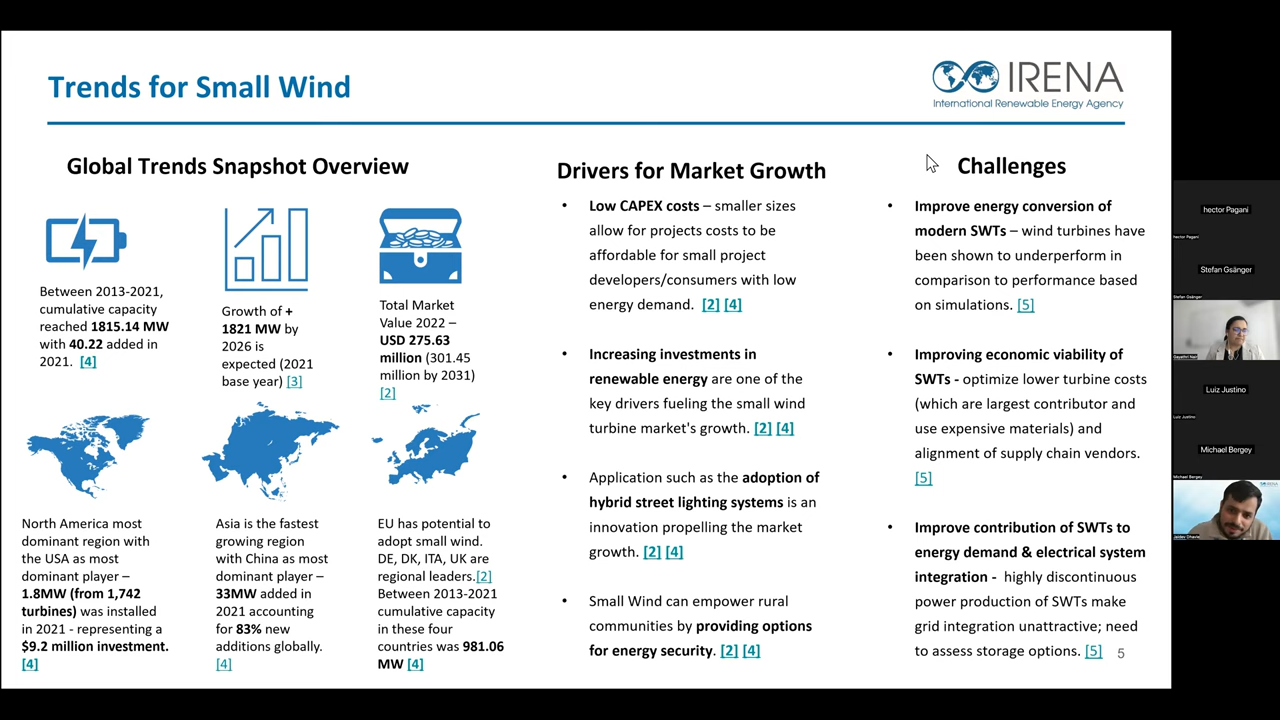 Trends for Small Wind
IRENA
International Renewable Energy Agency
Global Trends Snapshot Overview
Between 2013-2021,
cumulative capacity
reached 1815.14 MW
with 40.22 added in
2021. [4]
Growth of +
1821 MW by
2026 is
expected (2021
base year) [3]
Total Market
Value 2022 –
USD 275.63
million (301.45
million by 2031)
[2]
North America most
dominant region with
the USA as most
dominant player –
1.8MW (from 1,742
turbines) was installed
in 2021 - representing a
$9.2 million investment.
[4]
Asia is the fastest
growing region
with China as most
dominant player –
33MW added in
2021 accounting
for 83% new
additions globally.
[4]
EU has potential to
adopt small wind.
DE, DK, ITA, UK are
regional leaders.[2]
Between 2013-2021
cumulative capacity
in these four
countries was 981.06
MW [4]
Drivers for Market Growth
• Low CAPEX costs – smaller sizes
allow for projects costs to be
affordable for small project
developers/consumers with low
energy demand. [2] [4]
• Increasing investments in
renewable energy are one of the
key drivers fueling the small wind
turbine market's growth. [2] [4]
• Application such as the adoption of
hybrid street lighting systems is an
innovation propelling the market
growth. [2] [4]
• Small Wind can empower rural
communities by providing options
for energy security. [2] [4]
Challenges
• Improve energy conversion of
modern SWTs – wind turbines have
been shown to underperform in
comparison to performance based
on simulations. [5]
• Improving economic viability of
SWTs - optimize lower turbine costs
(which are largest contributor and
use expensive materials) and
alignment of supply chain vendors.
[5]
• Improve contribution of SWTs to
energy demand & electrical system
integration - highly discontinuous
power production of SWTs make
grid integration unattractive; need
to assess storage options. [5]
5
hector Pagani
hector Pagani
Stefan Gsänger
Stefan Gsänger
Gayathri Nair
Luiz Justino
Luiz Justino
Michael Bergey
Michael Bergey
IRENA